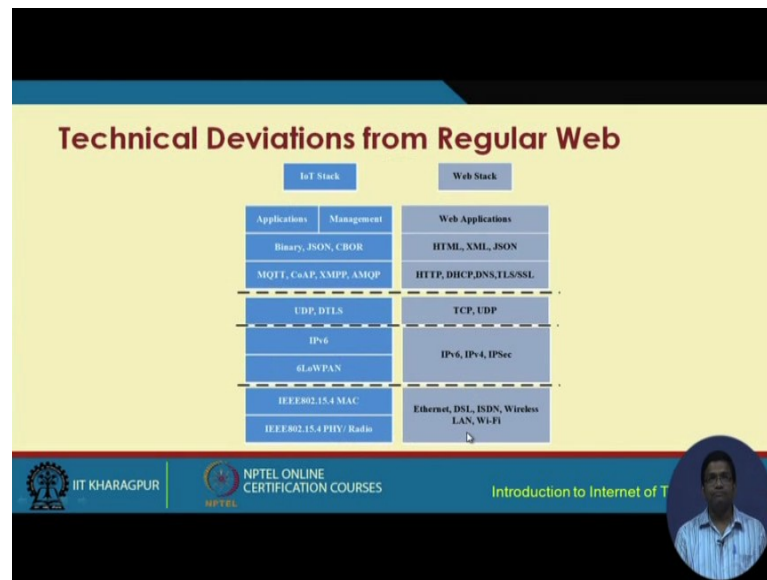 Technical Deviations from Regular Web
IoT Stack
Web Stack
Applications
Management
Web Applications
Binary, JSON, CBOR
HTML, XML, JSON
MQTT, CoAP, XMPP, AMQP
HTTP, DHCP,DNS,TLS/SSL
UDP, DTLS
TCP, UDP
IPv6
IPv6, IPv4, IPSec
6LoWPAN
IEEE802.15.4 MAC
Ethernet, DSL, ISDN, Wireless
LAN, Wi-Fi
IEEE802.15.4 PHY/ Radio
IIT KHARAGPUR
NPTEL
NPTEL ONLINE
CERTIFICATION COURSES
Introduction to Internet of T